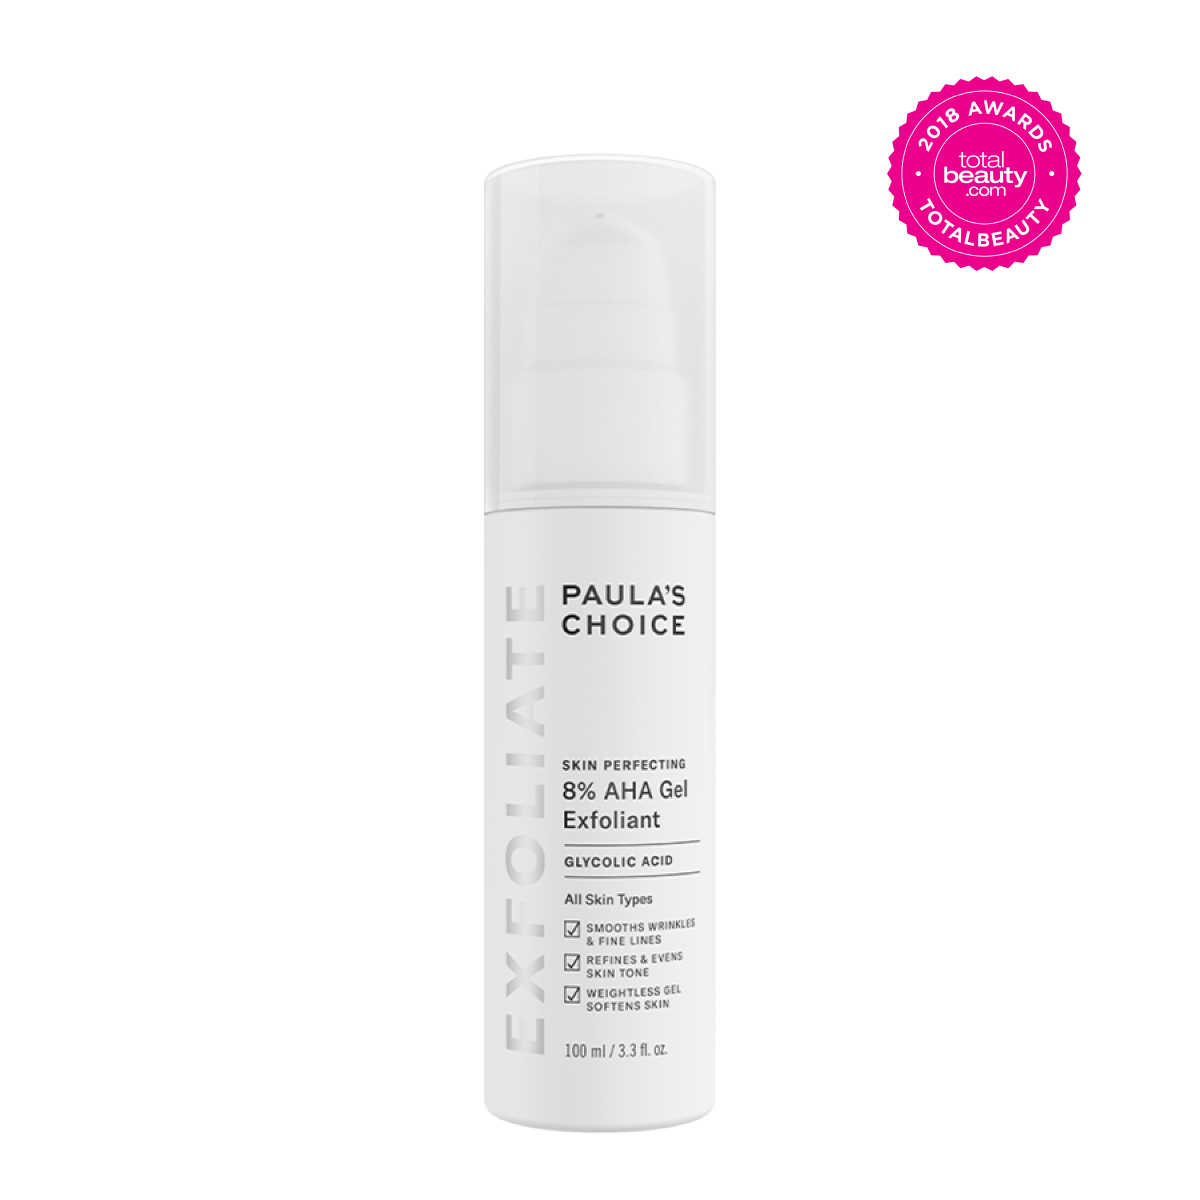 2018 AWARDS
total
beauty
.com
TOTALBEAUTY
EXFOLIATE
PAULA'S
CHOICE
SKIN PERFECTING
8% AHA Gel
Exfoliant
GLYCOLIC ACID
All Skin Types
SMOOTHS WRINKLES
& FINE LINES
REFINES & EVENS
SKIN TONE
WEIGHTLESS GEL
SOFTENS SKIN
100 ml / 3.3 fl. oz.